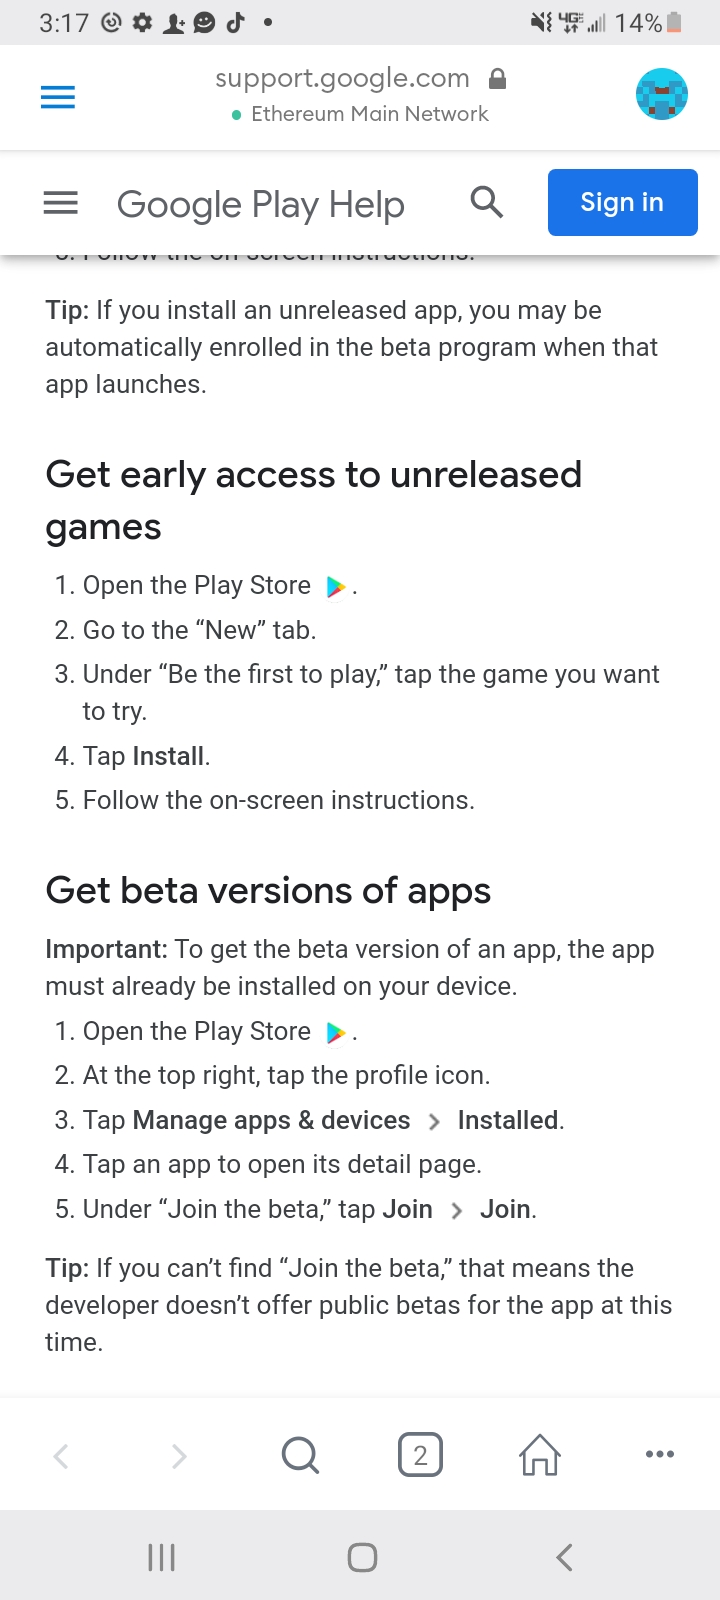 3:17
4GE 14%
support.google.com
Ethereum Main Network
Google Play Help
Sign in
5. Follow the on-screen instructions.
Tip: If you install an unreleased app, you may be
automatically enrolled in the beta program when that
app launches.
Get early access to unreleased
games
1. Open the Play Store .
2. Go to the “New” tab.
3. Under “Be the first to play,” tap the game you want
to try.
4. Tap Install.
5. Follow the on-screen instructions.
Get beta versions of apps
Important: To get the beta version of an app, the app
must already be installed on your device.
1. Open the Play Store .
2. At the top right, tap the profile icon.
3. Tap Manage apps & devices > Installed.
4. Tap an app to open its detail page.
5. Under “Join the beta,” tap Join > Join.
Tip: If you can’t find “Join the beta,” that means the
developer doesn’t offer public betas for the app at this
time.
2